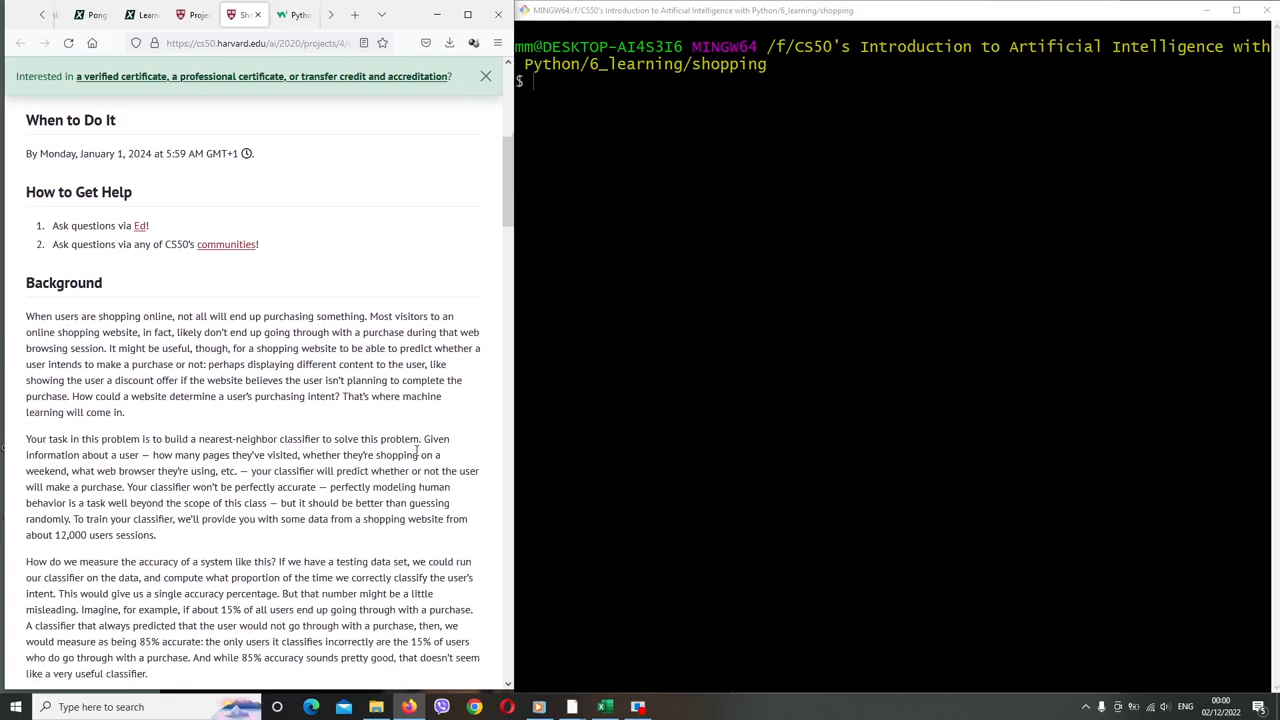 Pong
Learn
Proje
Sho
Pytho
https://cs50.harvard.edu/ai/2020/projects/4/
Interested in a verified certificate, a professional certificate, or transfer credit and accreditation?
When to Do It
By Monday, January 1, 2024 at 5:59 AM GMT+1.
How to Get Help
1. Ask questions via Ed!
2. Ask questions via any of CS50's communities!
Background
When users are shopping online, not all will end up purchasing something. Most visitors to an
online shopping website, in fact, likely don't end up going through with a purchase during that web
browsing session. It might be useful, though, for a shopping website to be able to predict whether a
user intends to make a purchase or not: perhaps displaying different content to the user, like
showing the user a discount offer if the website believes the user isn't planning to complete the
purchase. How could a website determine a user's purchasing intent? That's where machine
learning will come in.
Your task in this problem is to build a nearest-neighbor classifier to solve this problem. Given
information about a user — how many pages they've visited, whether they're shopping on a
weekend, what web browser they're using, etc. — your classifier will predict whether or not the user
will make a purchase. Your classifier won't be perfectly accurate — perfectly modeling human
behavior is a task well beyond the scope of this class — but it should be better than guessing
randomly. To train your classifier, we'll provide you with some data from a shopping website from
about 12,000 users sessions.
How do we measure the accuracy of a system like this? If we have a testing data set, we could run
our classifier on the data, and compute what proportion of the time we correctly classify the user's
intent. This would give us a single accuracy percentage. But that number might be a little
misleading. Imagine, for example, if about 15% of all users end up going through with a purchase.
A classifier that always predicted that the user would not go through with a purchase, then, we
would measure as being 85% accurate: the only users it classifies incorrectly are the 15% of users
who do go through with a purchase. And while 85% accuracy sounds pretty good, that doesn't seem
like a very useful classifier.
MINGW64:/f/CS50's Introduction to Artificial Intelligence with Python/6_learning/shopping
mm@DESKTOP-AI4S3I6 MINGW64 /f/CS50's Introduction to Artificial Intelligence with
Python/6_learning/shopping
$
Type here to search
00:00
02/12/2022